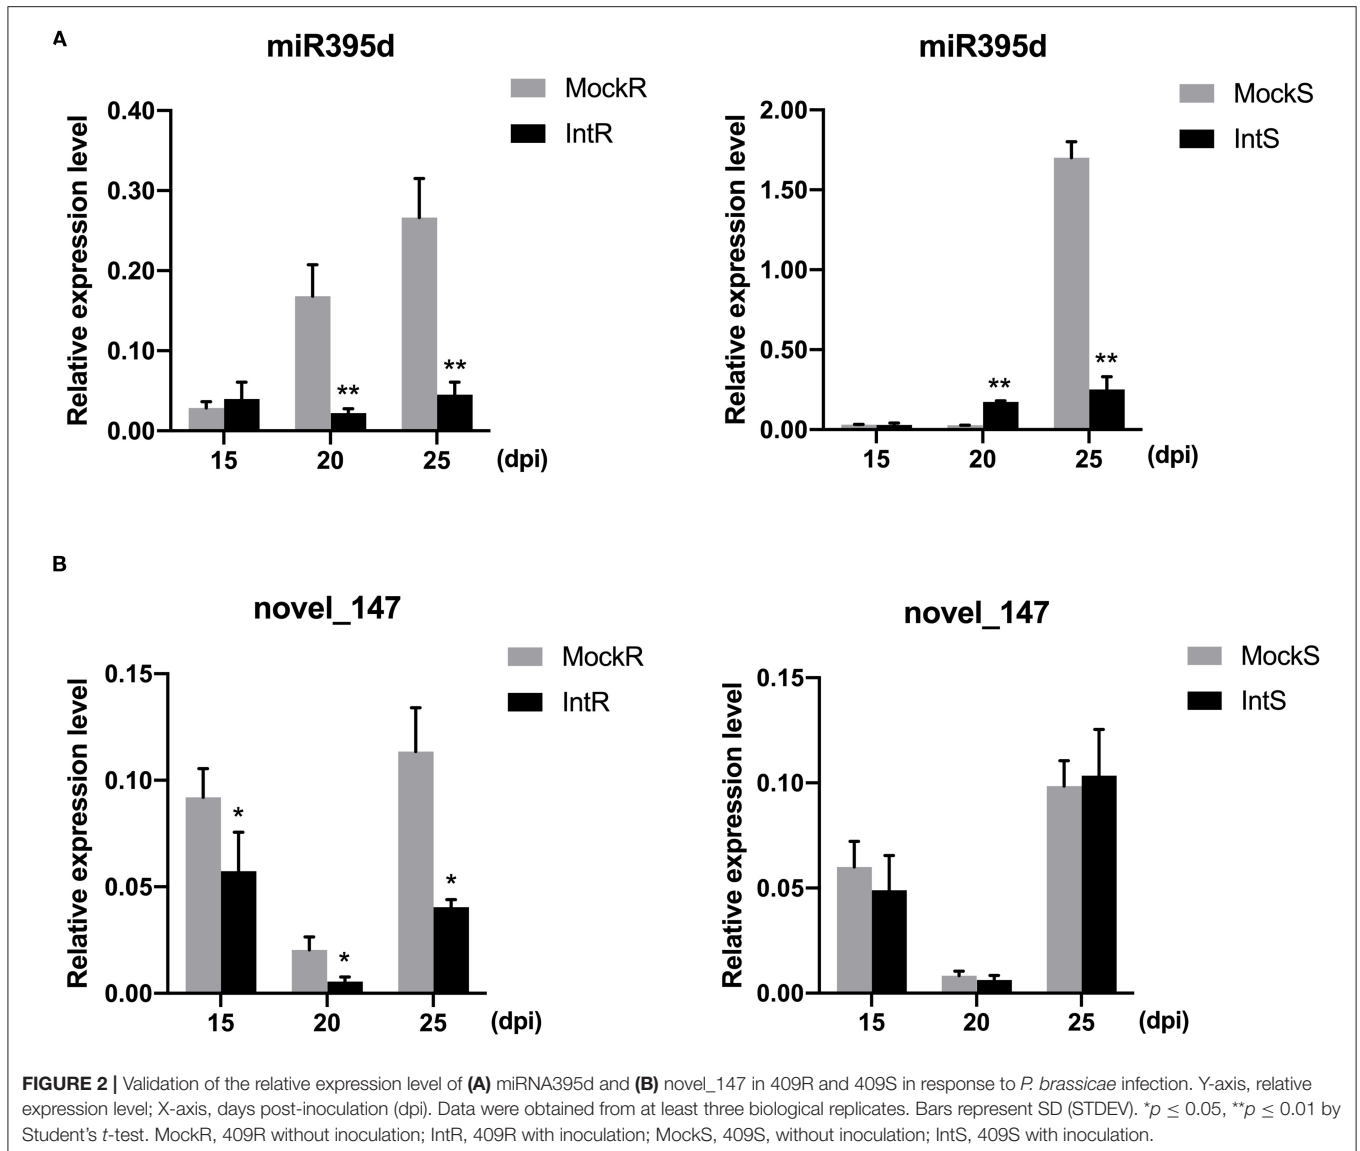 A
miR395d
MockR
IntR
Relative expression level
0.40
0.30
0.20
0.10
0.00
**
**
15 20 25 (dpi)
miR395d
MockS
IntS
Relative expression level
2.00
1.50
1.00
0.50
0.00
**
**
15 20 25 (dpi)
B
novel_147
MockR
IntR
Relative expression level
0.15
0.10
0.05
0.00
*
*
*
15 20 25 (dpi)
novel_147
MockS
IntS
Relative expression level
0.15
0.10
0.05
0.00
15 20 25 (dpi)
FIGURE 2 | Validation of the relative expression level of (A) miRNA395d and (B) novel_147 in 409R and 409S in response to P. brassicae infection. Y-axis, relative
expression level; X-axis, days post-inoculation (dpi). Data were obtained from at least three biological replicates. Bars represent SD (STDEV). *p ≤ 0.05, **p ≤ 0.01 by
Student's t-test. MockR, 409R without inoculation; IntR, 409R with inoculation; MockS, 409S, without inoculation; IntS, 409S with inoculation.